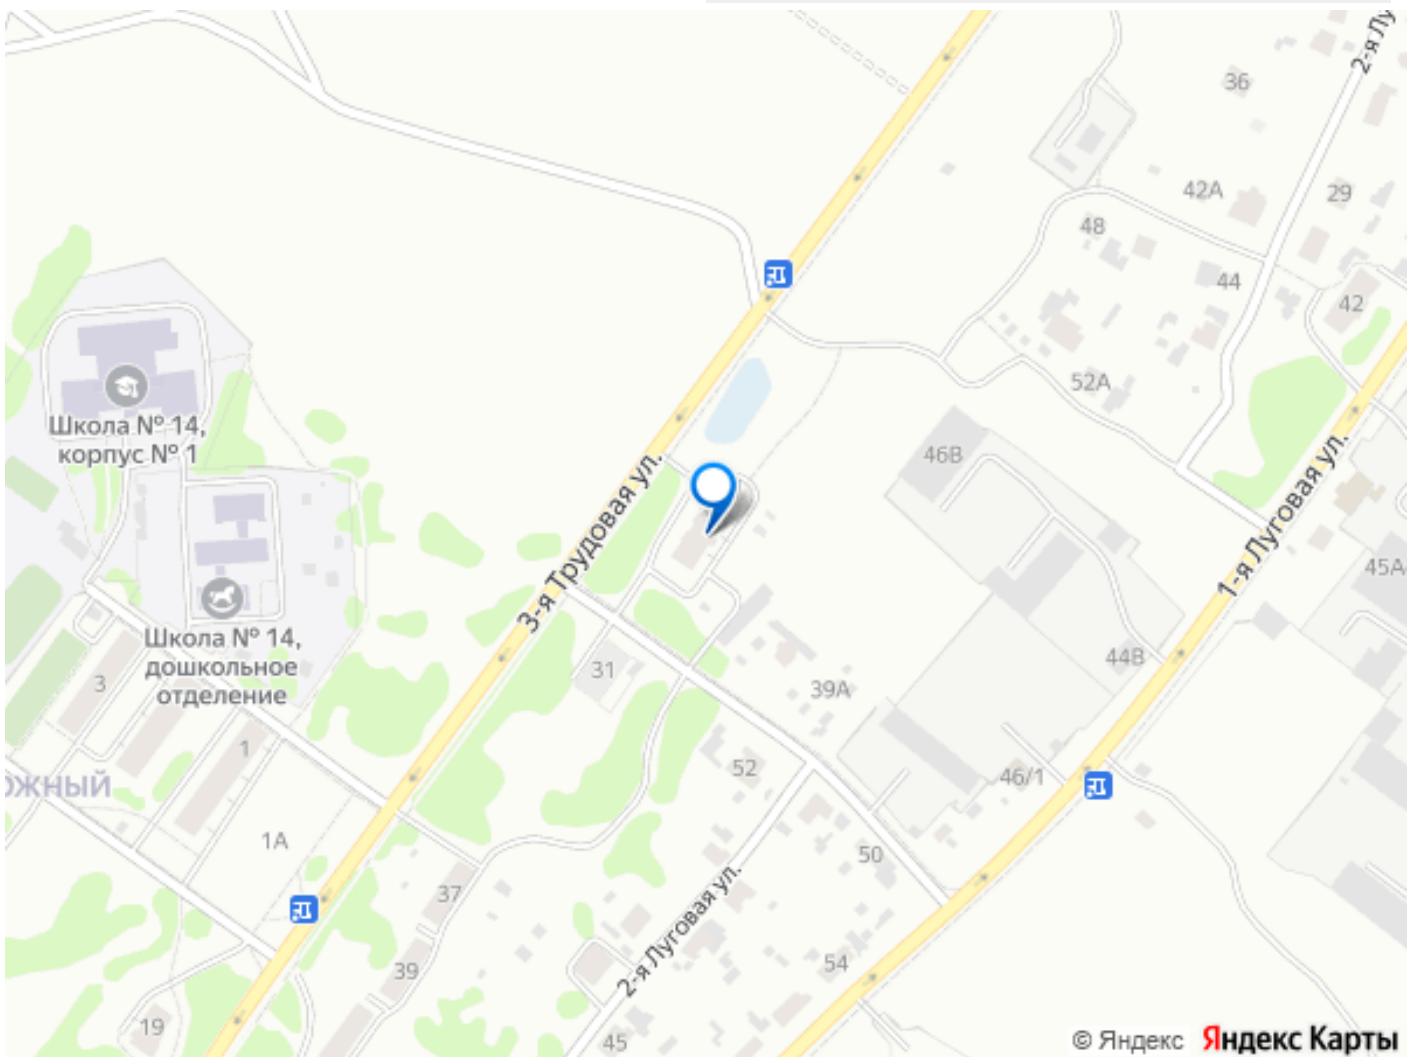 2-я Лу
36
42А
29
48
44
42
52А
Школа № 14,
корпус № 1
46В
3-я Трудовая ул.
1-я Луговая ул.
45А
Школа № 14,
дошкольное
отделение
31
44В
39А
3
1
52
46/1
ОЖНЫЙ
1А
50
37
2-я Луговая ул.
54
39
19
45
© Яндекс Яндекс Карты